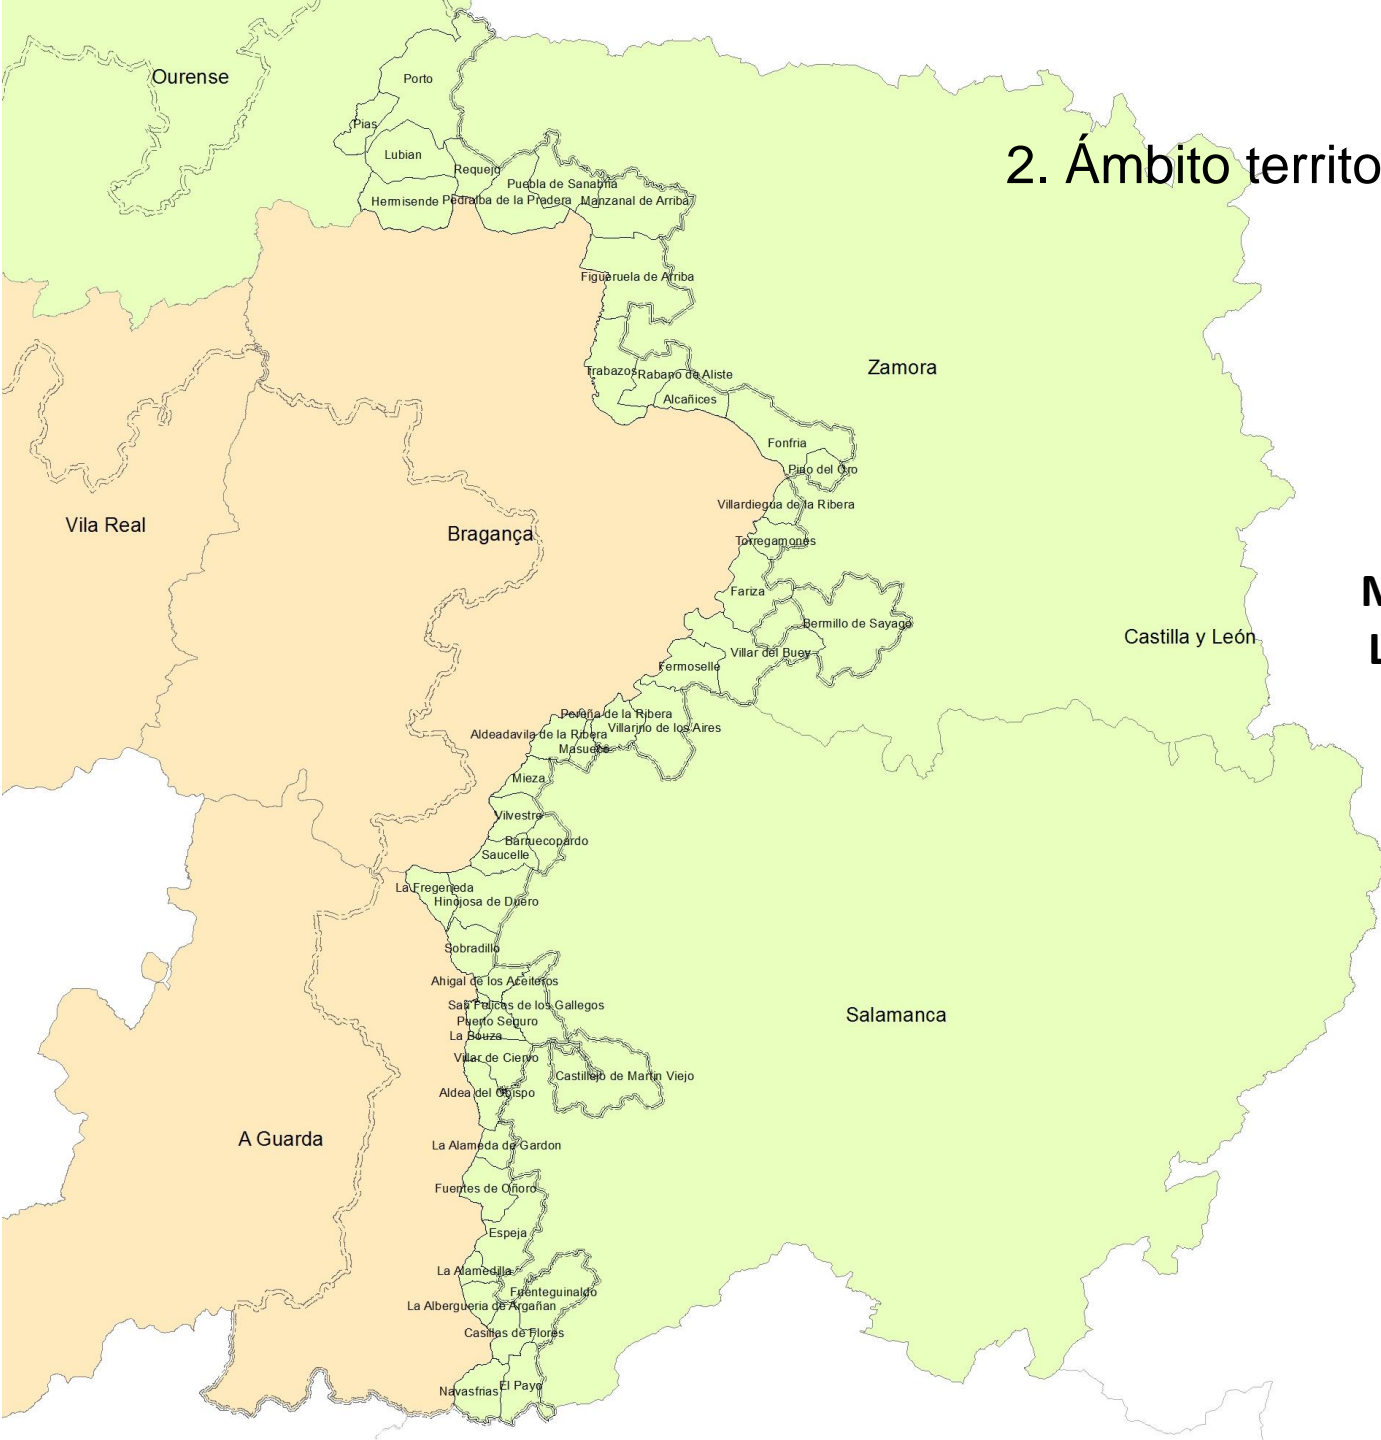 Ourense
Porto
Pias
Lubian
Requejo
Puebla de Sanabria
Hermisende
Pedralba de la Pradera
Manzanal de Arriba
2. Ámbito territo
Figueruela de Arriba
Zamora
Trabazos
Rabano de Aliste
Alcañices
Fonfria
Pino del Oro
Villardiegua de la Ribera
Vila Real
Bragança
Torregamones
Fariza
M
Bermillo de Sayago
Castilla y León
L
Villar del Buey
Fermoselle
Pereña de la Ribera
Villarino de los Aires
Aldeadavila de la Ribera
Masueco
Mieza
Vilvestre
Barruecopardo
Saucelle
La Fregeneda
Hinojosa de Duero
Sobradillo
Ahigal de los Aceiteros
San Felices de los Gallegos
Puerto Seguro
La Bouza
Salamanca
Villar de Ciervo
Castillejo de Martin Viejo
Aldea del Obispo
A Guarda
La Alameda de Gardon
Fuentes de Oñoro
Espeja
La Alamedilla
Fuenteguinaldo
La Albergueria de Argañan
Casillas de Flores
El Payo
Navasfrias